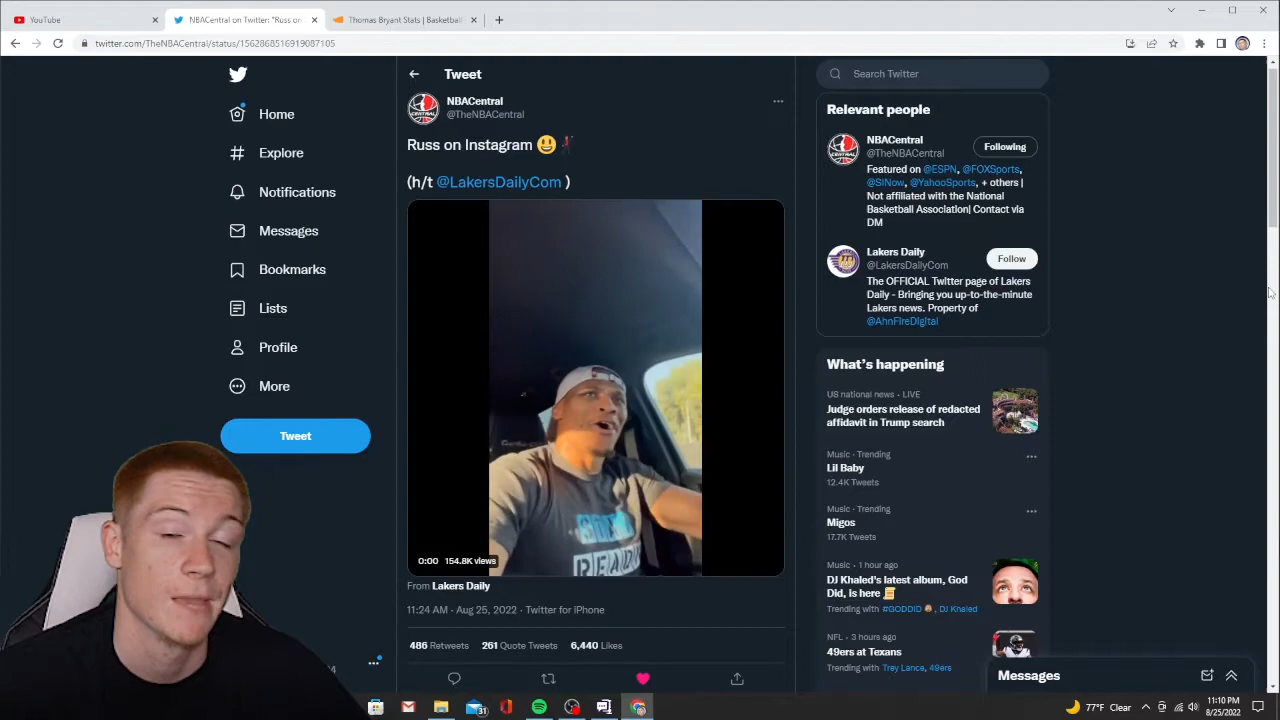 YouTube
NBACentral on Twitter: "Russ on
Thomas Bryant Stats | Basketball
twitter.com/TheNBACentral/status/1562868516919087105
Home
Explore
Notifications
Messages
Bookmarks
Lists
Profile
More
Tweet
Tweet
NBACentral
@TheNBACentral
Russ on Instagram 😃
(h/t @LakersDailyCom )
READY
0:00 154.8K views
From Lakers Daily
11:24 AM · Aug 25, 2022 · Twitter for iPhone
486 Retweets 261 Quote Tweets 6,440 Likes
Search Twitter
Relevant people
NBACentral
@TheNBACentral
Following
Featured on @ESPN, @FOXSports,
@SiNow, @YahooSports, + others |
Not affiliated with the National
Basketball Association| Contact via
DM
Lakers Daily
@LakersDailyCom
Follow
The OFFICIAL Twitter page of Lakers
Daily - Bringing you up-to-the-minute
Lakers news. Property of
@AhnFireDigital
What's happening
US national news · LIVE
Judge orders release of redacted
affidavit in Trump search
Music · Trending
Lil Baby
12.4K Tweets
Music · Trending
Migos
17.7K Tweets
Music · 1 hour ago
DJ Khaled's latest album, God
Did, is here
Trending with #GODDID, DJ Khaled
NFL · 3 hours ago
49ers at Texans
Trending with Trey Lance, 49ers
Messages
31
77°F Clear
11:10 PM
8/25/2022